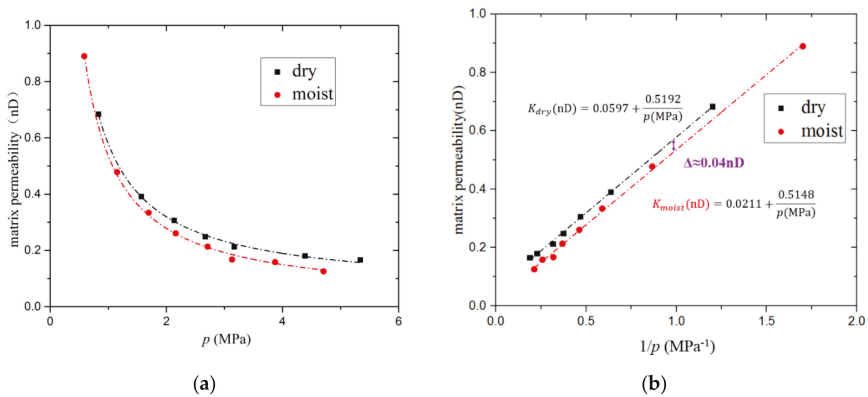 1.0
0.8
0.6
0.4
0.2
0.0
matrix permeability（nD）
dry
moist
0
2
4
6
p (MPa)
(a)
1.0
0.8
0.6
0.4
0.2
0.0
matrix permeability(nD)
K_dry(nD) = 0.0597 + 0.5192/p(MPa)
dry
moist
Δ≈0.04nD
K_moist(nD) = 0.0211 + 0.5148/p(MPa)
0.0
0.5
1.0
1.5
2.0
1/p (MPa⁻¹)
(b)